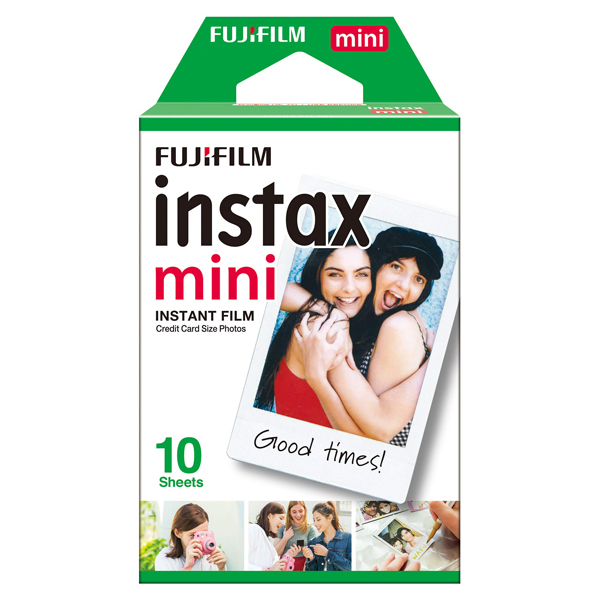 FUJIFILM mini
instax
mini
FUJIFILM
instax
mini
INSTANT FILM
Credit Card Size Photos
Good times!
10
Sheets